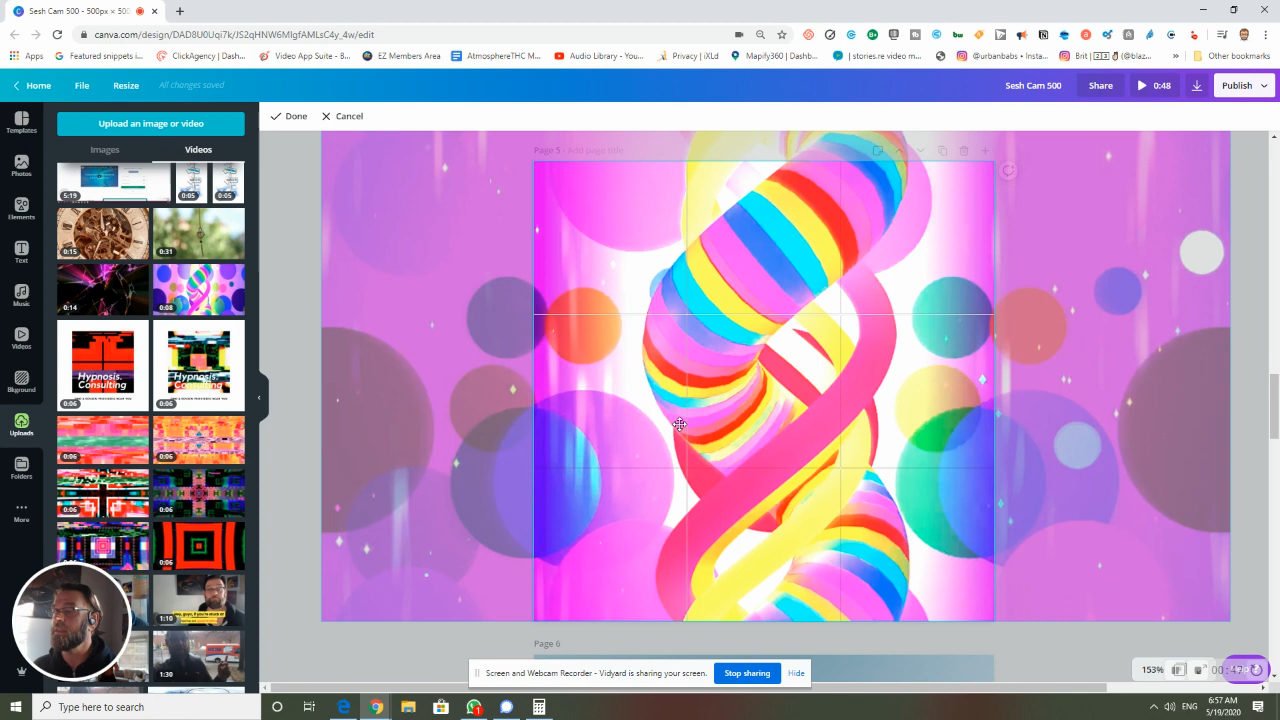 Sesh Cam 500 - 500px × 500
canva.com/design/DAD8U0Uqi7k/JS2qHNW6MIgfAMLsC4y_4w/edit
Apps
Featured snippets i...
ClickAgency | Dash...
Video App Suite - 8...
EZ Members Area
AtmosphereTHC M...
Audio Library - You...
Privacy | iXLd
Mapify360 | Dashb...
| stories.re video m...
@urbanbabs • Insta...
Brit (@blaz...
Other bookmarks
Home
File
Resize
All changes saved
Sesh Cam 500
Share
0:48
Publish
Templates
Photos
Elements
Text
Music
Videos
Bkground
Uploads
Folders
More
Upload an image or video
Images
Videos
5:19
0:05
0:05
0:15
0:31
0:14
0:08
Hypnosis.
Consulting
0:06
Hypnosis.
Consulting
0:06
0:06
0:06
0:06
0:06
0:06
1:10
1:30
Done
Cancel
Page 5 - Add page title
Page 6
Screen and Webcam Recorder - Vidyard is sharing your screen.
Stop sharing
Hide
153%
Type here to search
1
ENG
6:57 AM
5/19/2020